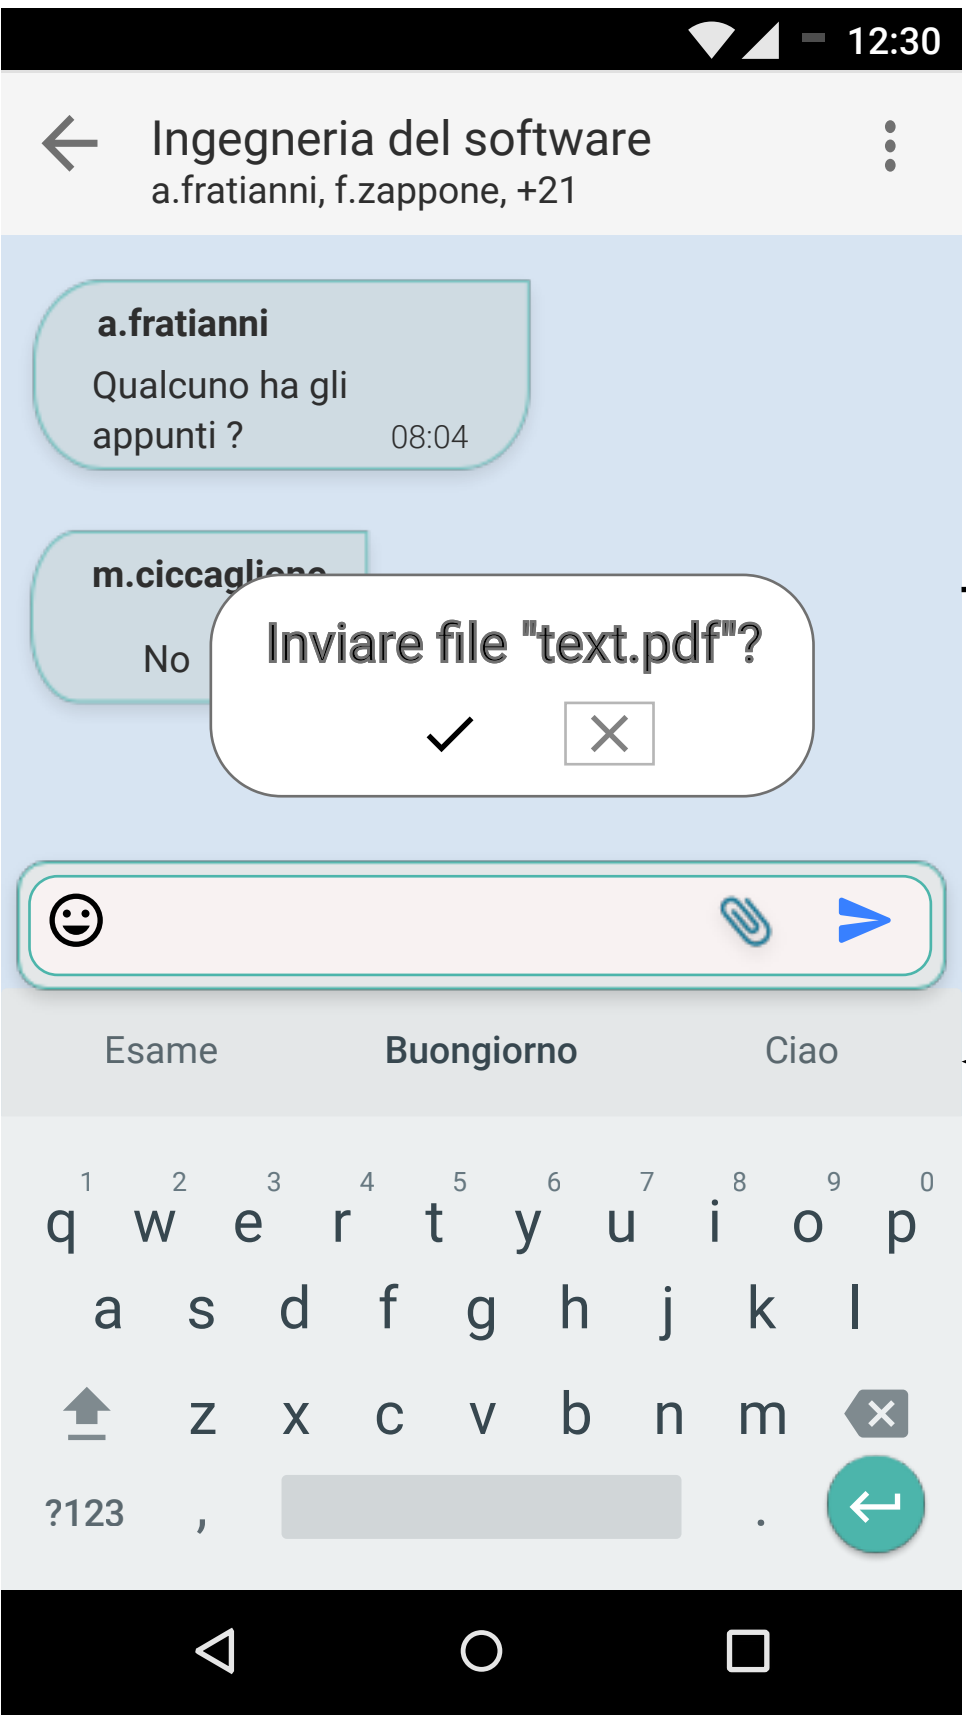 12:30
Ingegneria del software
a.fratianni, f.zappone, +21
a.fratianni
Qualcuno ha gli
appunti ?
08:04
m.ciccaglione
No
Inviare file "text.pdf"?
Esame Buongiorno Ciao
1 2 3 4 5 6 7 8 9 0
q w e r t y u i o p
a s d f g h j k l
z x c v b n m
?123 , .